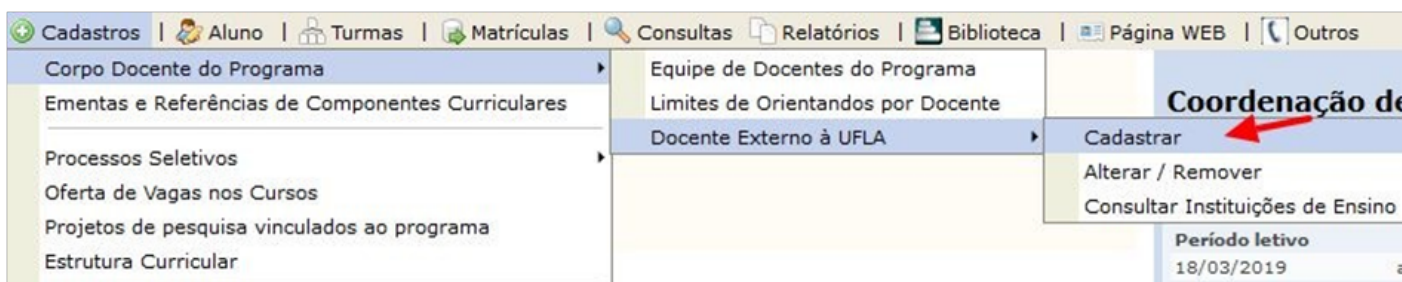 Cadastros | Aluno | Turmas | Matrículas | Consultas Relatórios | Biblioteca | Página WEB | Outros
Corpo Docente do Programa
Ementas e Referências de Componentes Curriculares
Processos Seletivos
Oferta de Vagas nos Cursos
Projetos de pesquisa vinculados ao programa
Estrutura Curricular
Equipe de Docentes do Programa
Limites de Orientandos por Docente
Docente Externo à UFLA
Cadastrar
Alterar / Remover
Consultar Instituições de Ensino
Coordenação de
Período letivo
18/03/2019